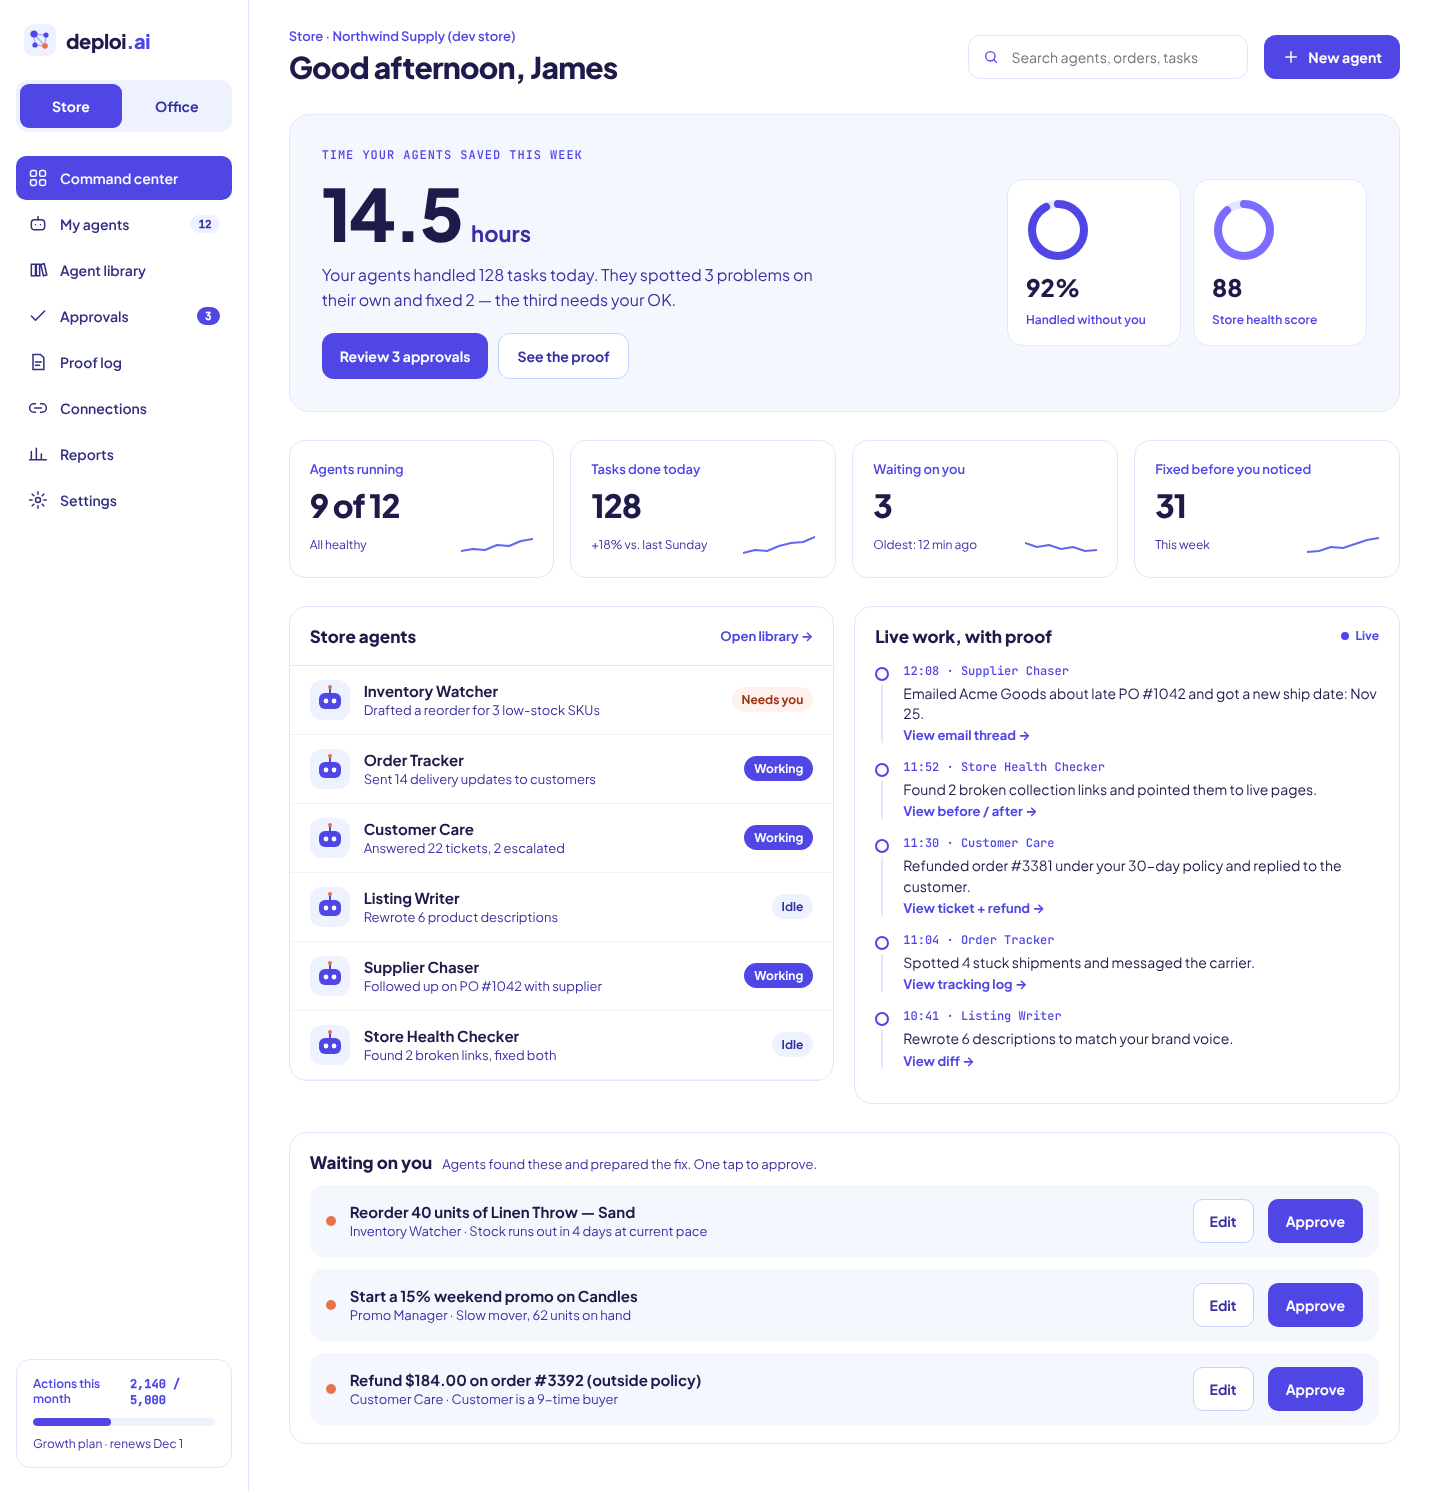 deploi.ai
Store
Office
Command center
My agents 12
Agent library
Approvals 3
Proof log
Connections
Reports
Settings
Actions this month
2,140 / 5,000
Growth plan · renews Dec 1
Store · Northwind Supply (dev store)
Good afternoon, James
Search agents, orders, tasks
New agent
TIME YOUR AGENTS SAVED THIS WEEK
14.5 hours
Your agents handled 128 tasks today. They spotted 3 problems on
their own and fixed 2 — the third needs your OK.
Review 3 approvals
See the proof
92%
Handled without you
88
Store health score
Agents running
9 of 12
All healthy
Tasks done today
128
+18% vs. last Sunday
Waiting on you
3
Oldest: 12 min ago
Fixed before you noticed
31
This week
Store agents
Open library →
Inventory Watcher
Drafted a reorder for 3 low-stock SKUs
Needs you
Order Tracker
Sent 14 delivery updates to customers
Working
Customer Care
Answered 22 tickets, 2 escalated
Working
Listing Writer
Rewrote 6 product descriptions
Idle
Supplier Chaser
Followed up on PO #1042 with supplier
Working
Store Health Checker
Found 2 broken links, fixed both
Idle
Live work, with proof
Live
12:08 · Supplier Chaser
Emailed Acme Goods about late PO #1042 and got a new ship date: Nov
25.
View email thread →
11:52 · Store Health Checker
Found 2 broken collection links and pointed them to live pages.
View before / after →
11:30 · Customer Care
Refunded order #3381 under your 30-day policy and replied to the
customer.
View ticket + refund →
11:04 · Order Tracker
Spotted 4 stuck shipments and messaged the carrier.
View tracking log →
10:41 · Listing Writer
Rewrote 6 descriptions to match your brand voice.
View diff →
Waiting on you
Agents found these and prepared the fix. One tap to approve.
Reorder 40 units of Linen Throw — Sand
Inventory Watcher · Stock runs out in 4 days at current pace
Edit
Approve
Start a 15% weekend promo on Candles
Promo Manager · Slow mover, 62 units on hand
Edit
Approve
Refund $184.00 on order #3392 (outside policy)
Customer Care · Customer is a 9-time buyer
Edit
Approve